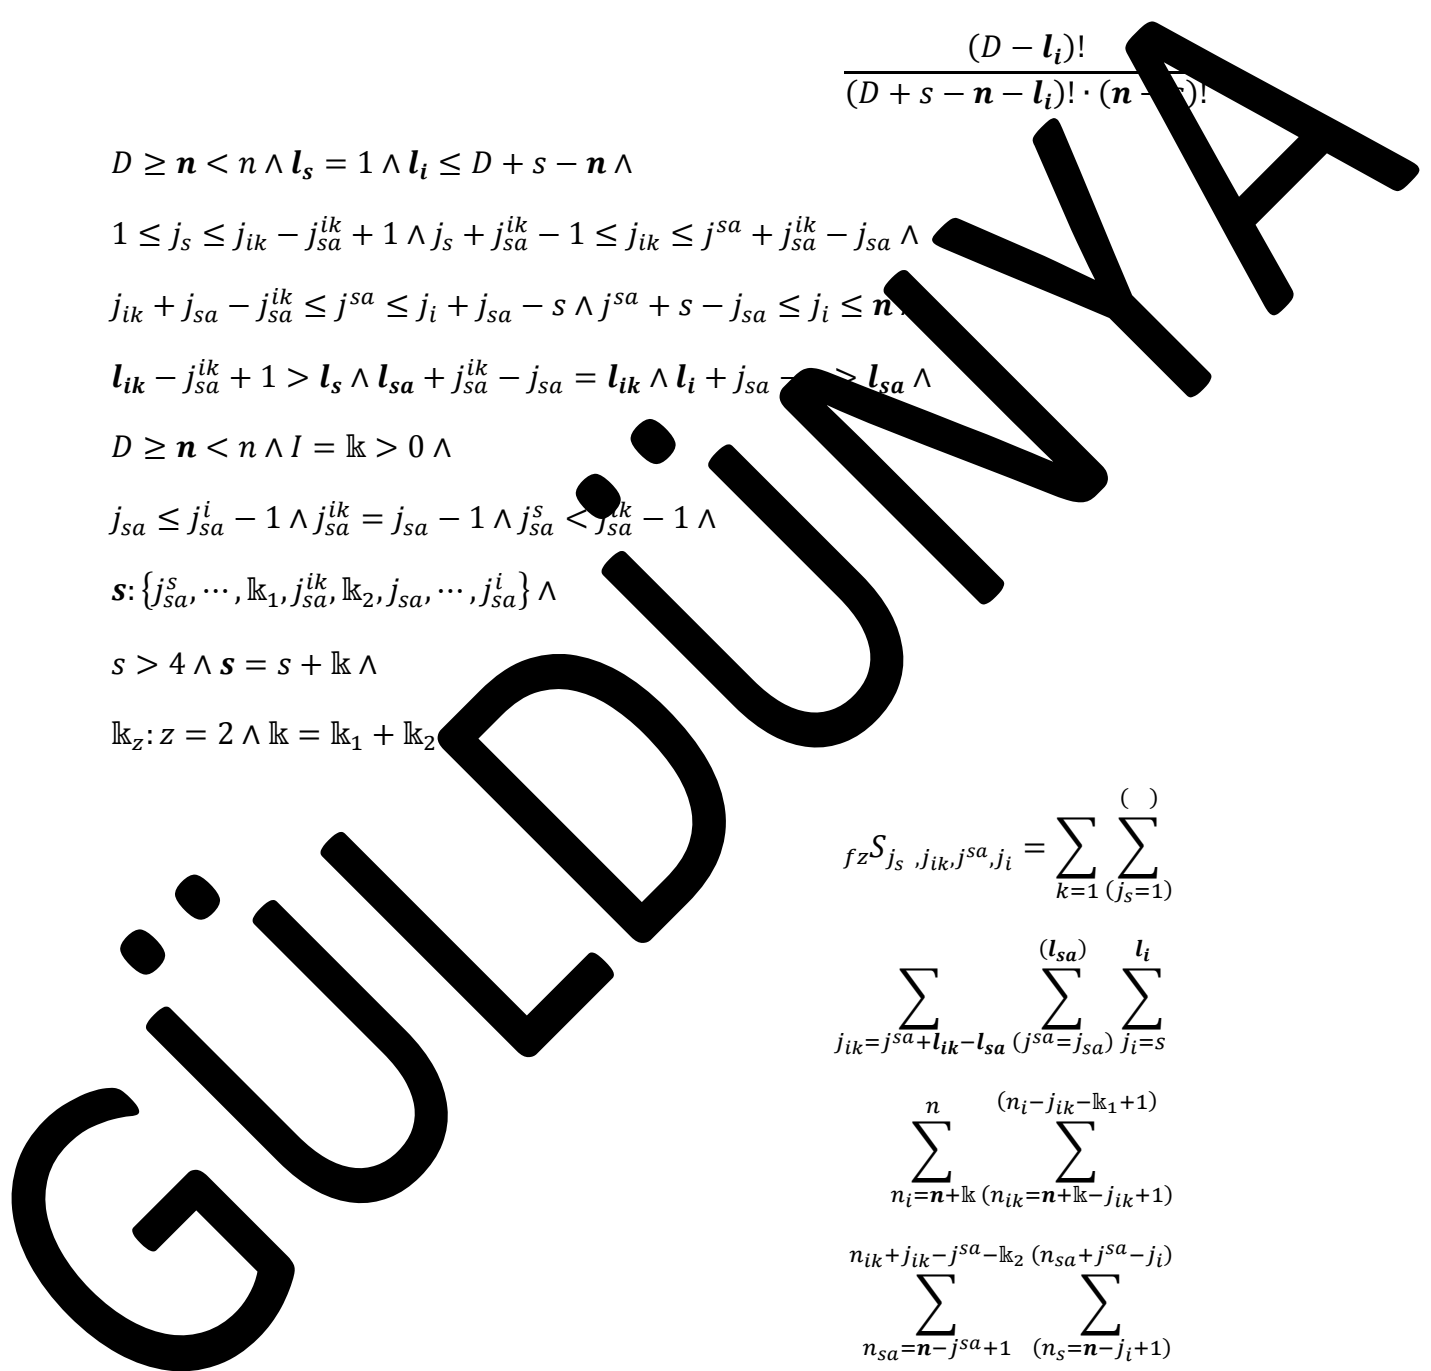 (D − l_i)!
(D + s − n − l_i)! · (n − s)!
D ≥ n < n ∧ l_s = 1 ∧ l_i ≤ D + s − n ∧
1 ≤ j_s ≤ j_ik − j_sa^ik + 1 ∧ j_s + j_sa^ik − 1 ≤ j_ik ≤ j^sa + j_sa^ik − j_sa ∧
j_ik + j_sa − j_sa^ik ≤ j^sa ≤ j_i + j_sa − s ∧ j^sa + s − j_sa ≤ j_i ≤ n ∧
l_ik − j_sa^ik + 1 > l_s ∧ l_sa + j_sa^ik − j_sa = l_ik ∧ l_i + j_sa − s > l_sa ∧
D ≥ n < n ∧ I = 𝕜 > 0 ∧
j_sa ≤ j_sa^i − 1 ∧ j_sa^ik = j_sa − 1 ∧ j_sa^s < j_sa^ik − 1 ∧
s: {j_sa^s, ⋯ , 𝕜_1, j_sa^ik, 𝕜_2, j_sa, ⋯ , j_sa^i} ∧
s > 4 ∧ s = s + 𝕜 ∧
𝕜_z: z = 2 ∧ 𝕜 = 𝕜_1 + 𝕜_2
( )
_fz S_{j_s ,j_ik,j^sa,j_i} = ∑ ∑
k=1 (j_s=1)
(l_sa) l_i
∑ ∑ ∑
j_ik=j^sa+l_ik−l_sa (j^sa=j_sa) j_i=s
n (n_i−j_ik−𝕜_1+1)
∑ ∑
n_i=n+𝕜 (n_ik=n+𝕜−j_ik+1)
n_ik+j_ik−j^sa−𝕜_2 (n_sa+j^sa−j_i)
∑ ∑
n_sa=n−j^sa+1 (n_s=n−j_i+1)
GÜLDÜNYA